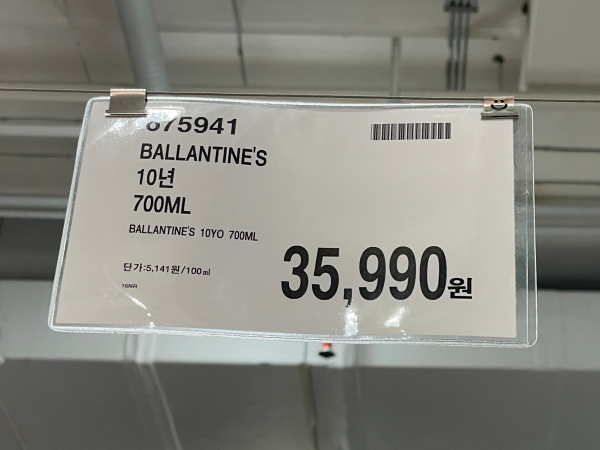 675941
BALLANTINE'S
10년
700ML
BALLANTINE'S 10YO 700ML
단가:5,141원/100㎖
16NR
35,990원